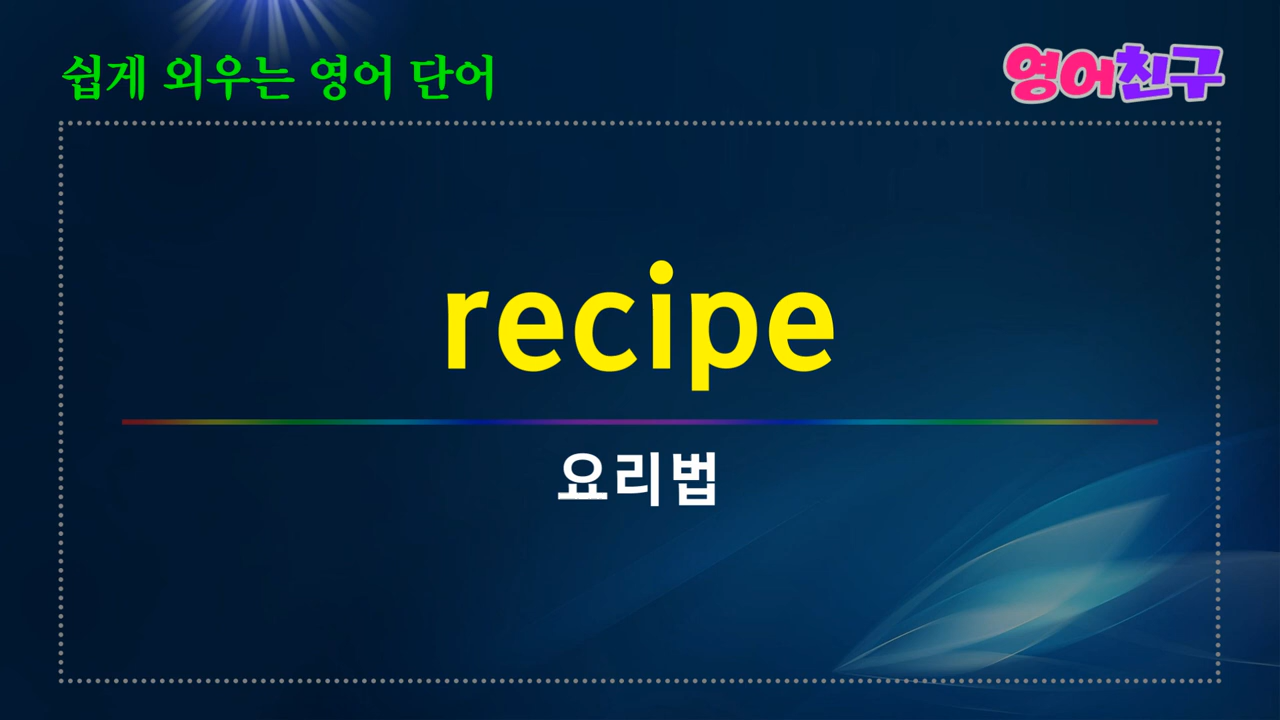 쉽게 외우는 영어 단어
영어친구
recipe
요리법